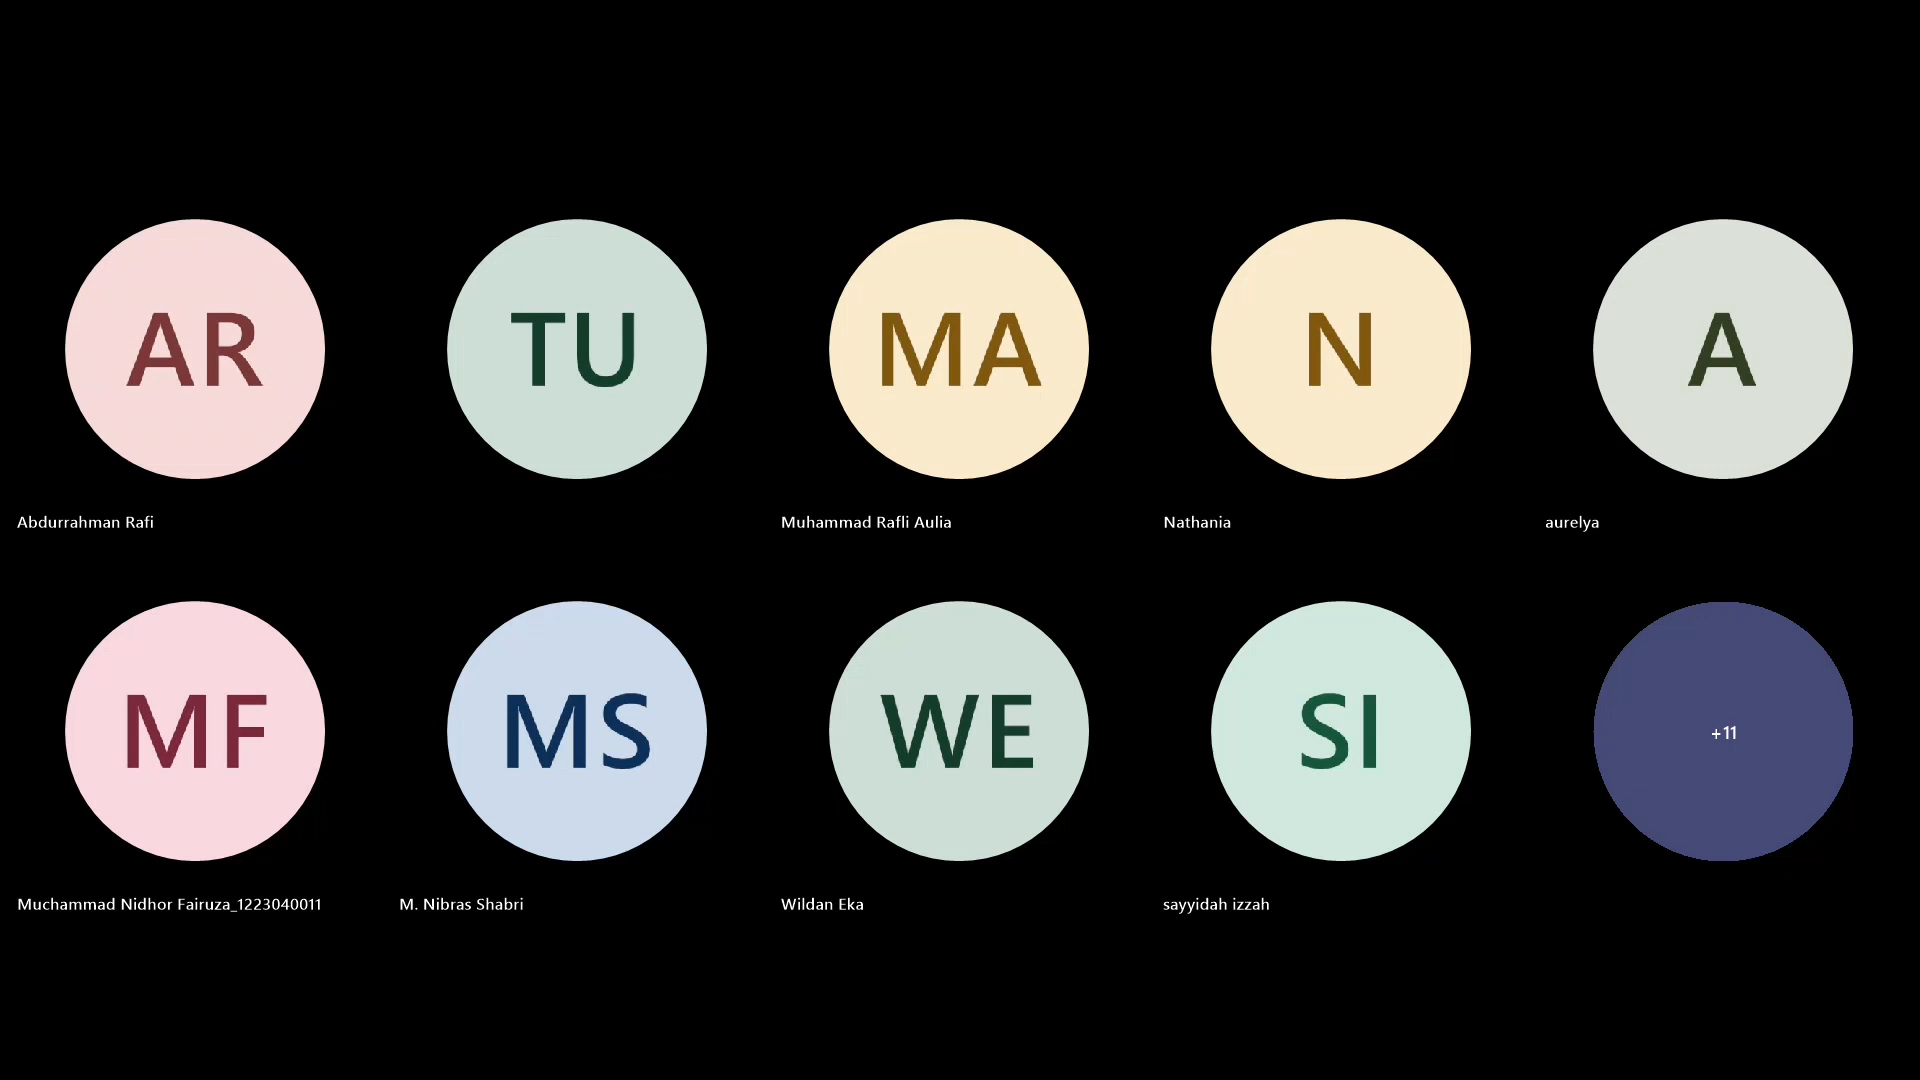 AR
TU
MA
N
A
Abdurrahman Rafi
Muhammad Rafli Aulia
Nathania
aurelya
MF
MS
WE
SI
+11
Muchammad Nidhor Fairuza_1223040011
M. Nibras Shabri
Wildan Eka
sayyidah izzah